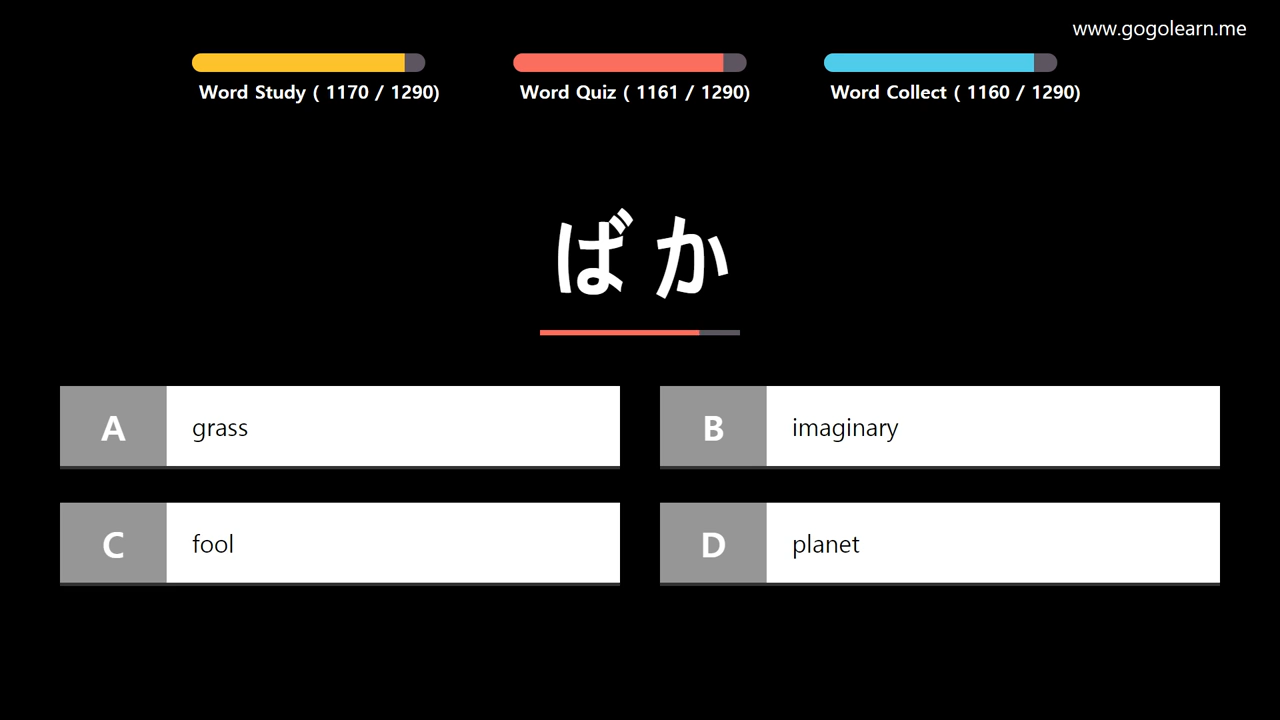 www.gogolearn.me
Word Study ( 1170 / 1290)
Word Quiz ( 1161 / 1290)
Word Collect ( 1160 / 1290)
ばか
A grass
B imaginary
C fool
D planet